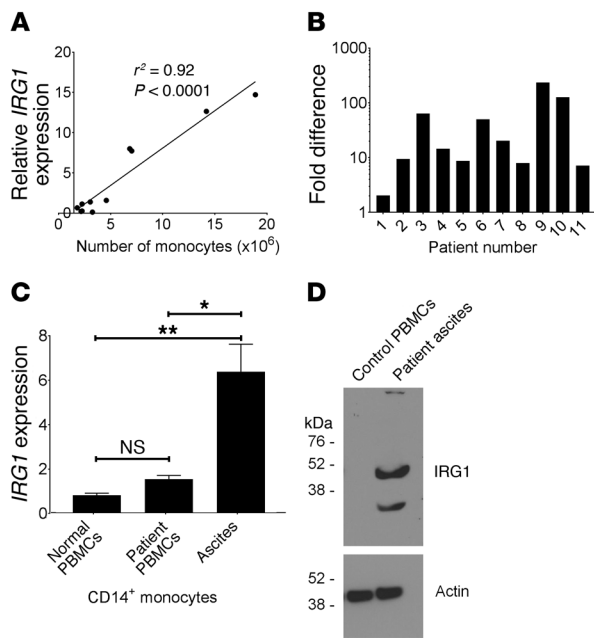 A
Relative IRG1
expression
20
15
10
5
0
r² = 0.92
P < 0.0001
0
5
10
15
20
Number of monocytes (x10⁶)
B
Fold difference
1000
100
10
1
1 2 3 4 5 6 7 8 9 10 11
Patient number
C
IRG1 expression
8
6
4
2
0
*
**
NS
Normal
PBMCs
Patient
PBMCs
Ascites
CD14⁺ monocytes
D
Control PBMCs
Patient ascites
kDa
76 -
52 -
38 -
IRG1
52 -
38 -
Actin